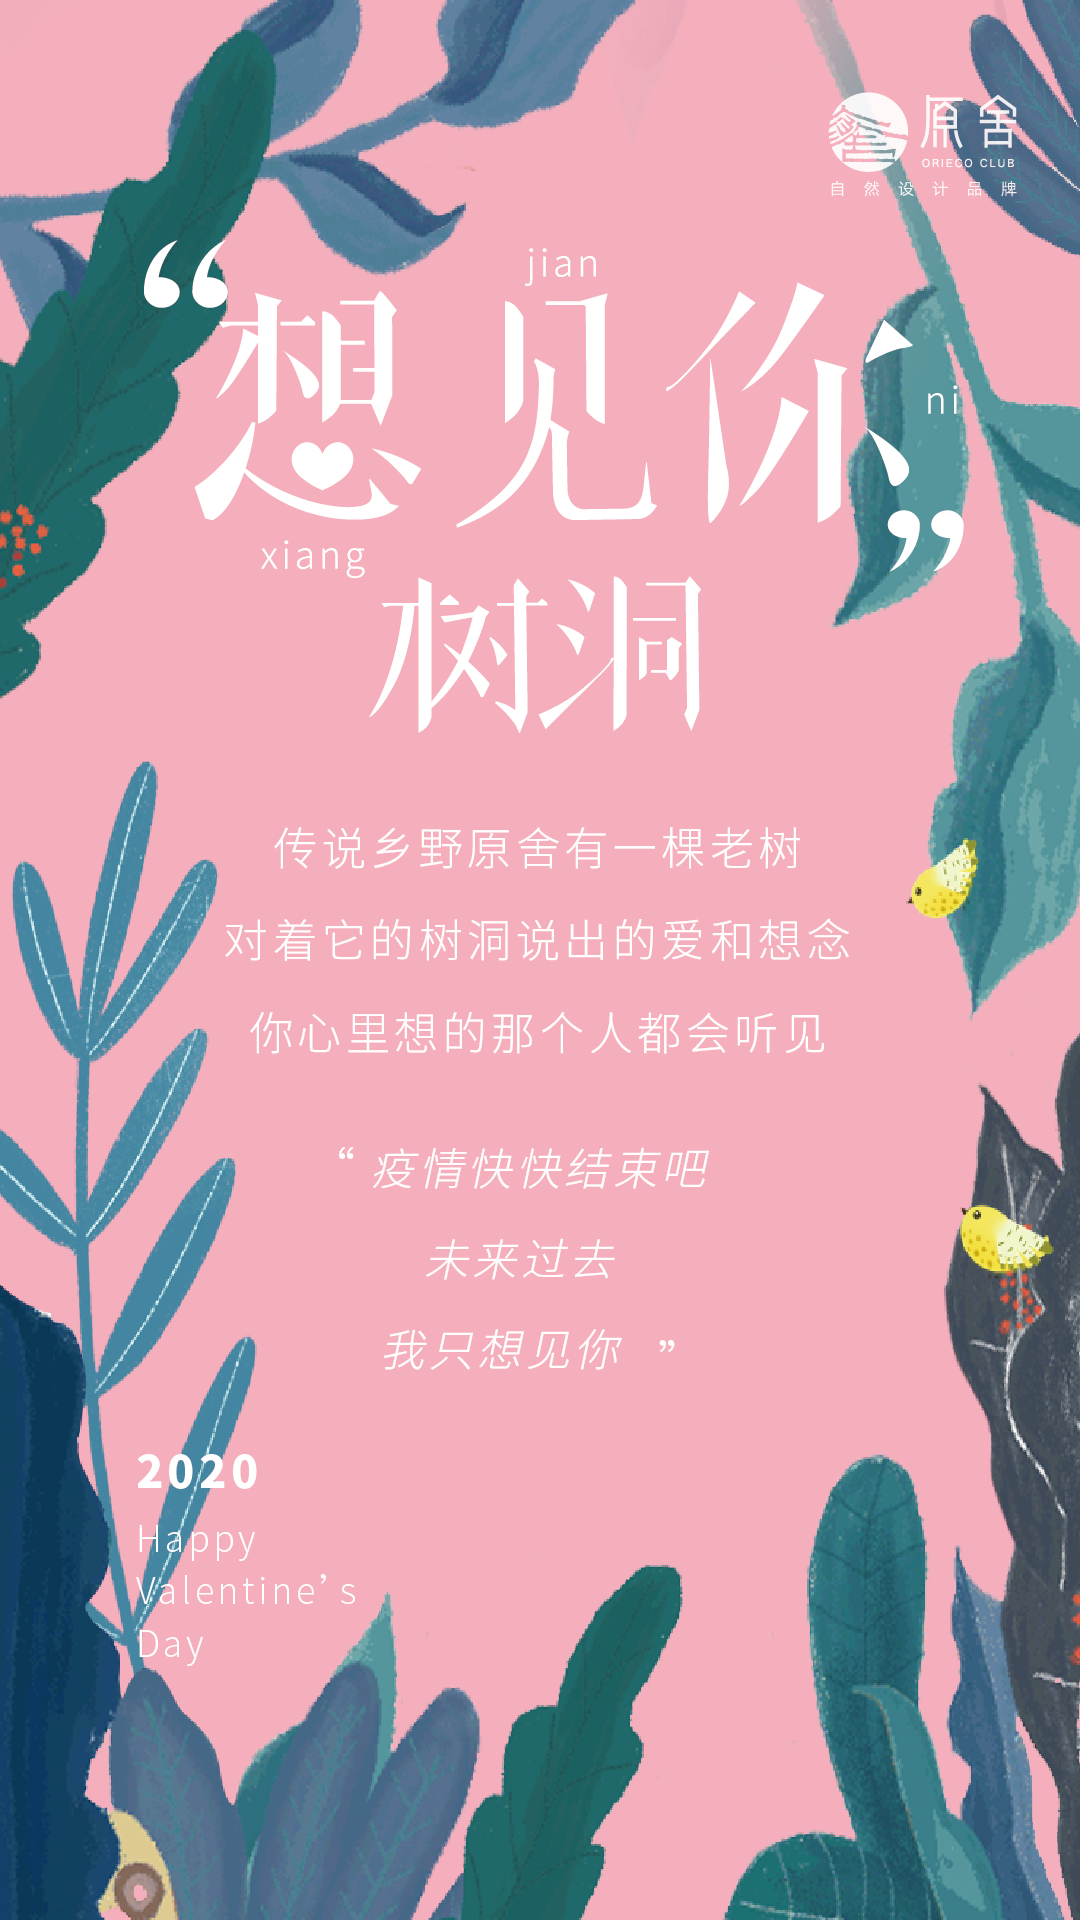 原舍
ORIECO CLUB
自然设计品牌
jian
“想见你”
ni
xiang
树洞
传说乡野原舍有一棵老树
对着它的树洞说出的爱和想念
你心里想的那个人都会听见
“疫情快快结束吧
未来过去
我只想见你”
2020
Happy
Valentine’s
Day